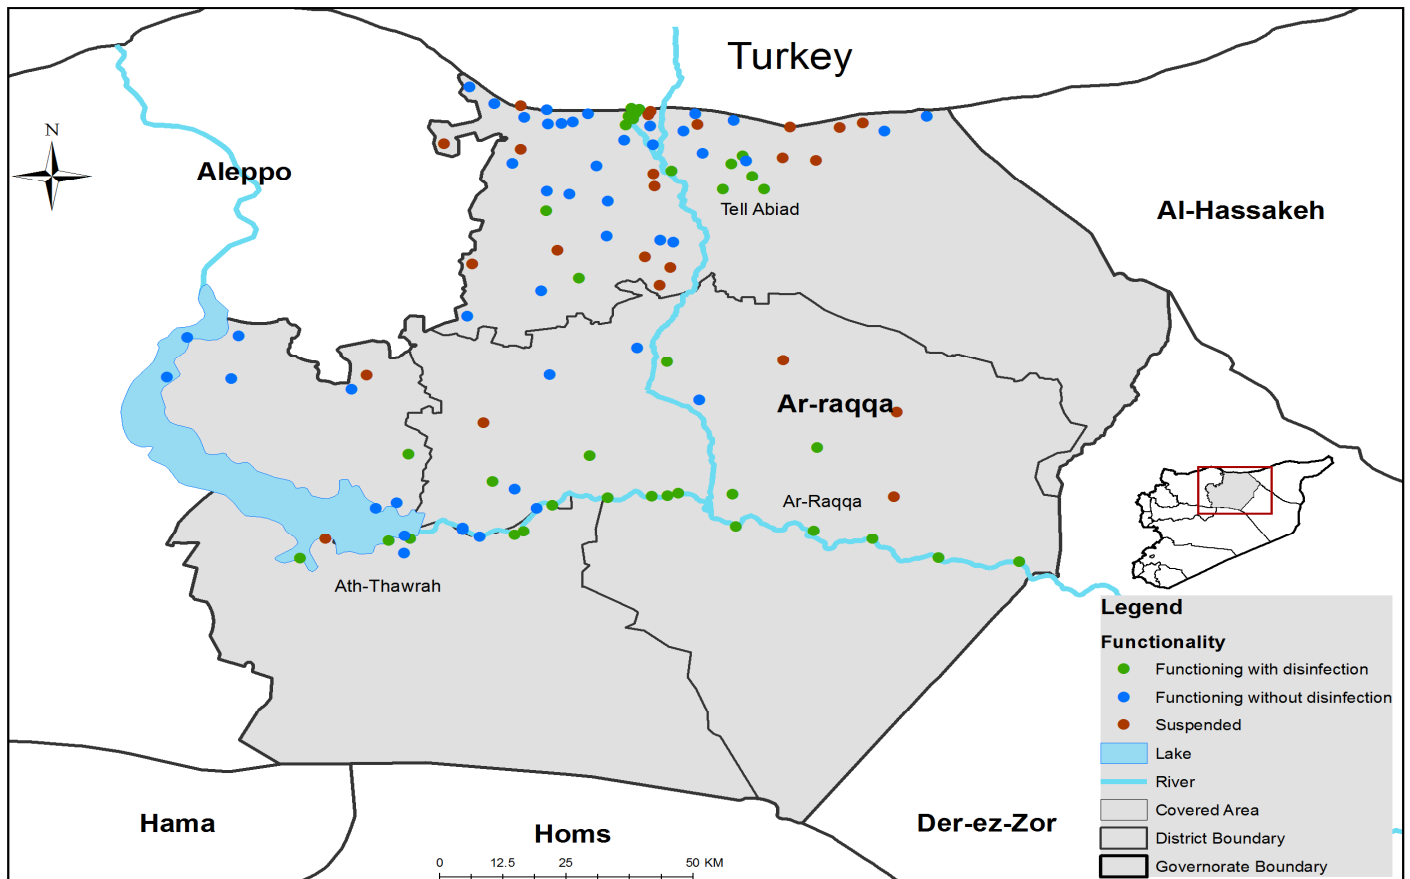 Turkey
N
Aleppo
Al-Hassakeh
Tell Abiad
Ar-raqqa
Ar-Raqqa
Ath-Thawrah
Hama
Homs
Der-ez-Zor
0 12.5 25 50 KM
Legend
Functionality
Functioning with disinfection
Functioning without disinfection
Suspended
Lake
River
Covered Area
District Boundary
Governorate Boundary